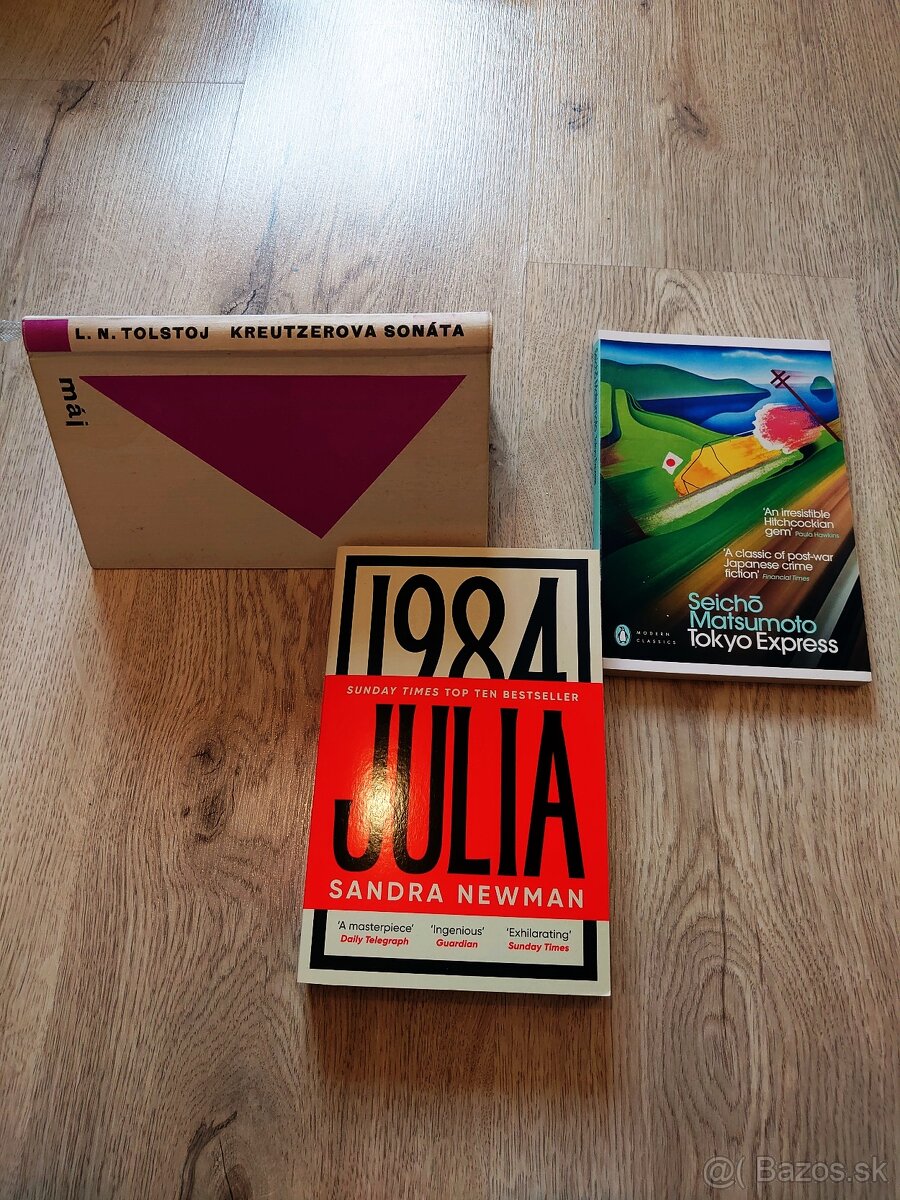 L. N. TOLSTOJ KREUTZEROVA SONÁTA
máj
'An irresistible
Hitchcockian
gem' Paula Hawkins
'A classic of post-war
Japanese crime
fiction' Financial Times
Seichō
Matsumoto
Tokyo Express
MODERN
CLASSICS
1984
SUNDAY TIMES TOP TEN BESTSELLER
JULIA
SANDRA NEWMAN
'A masterpiece'
Daily Telegraph
'Ingenious'
Guardian
'Exhilarating'
Sunday Times
@( Bazos.sk